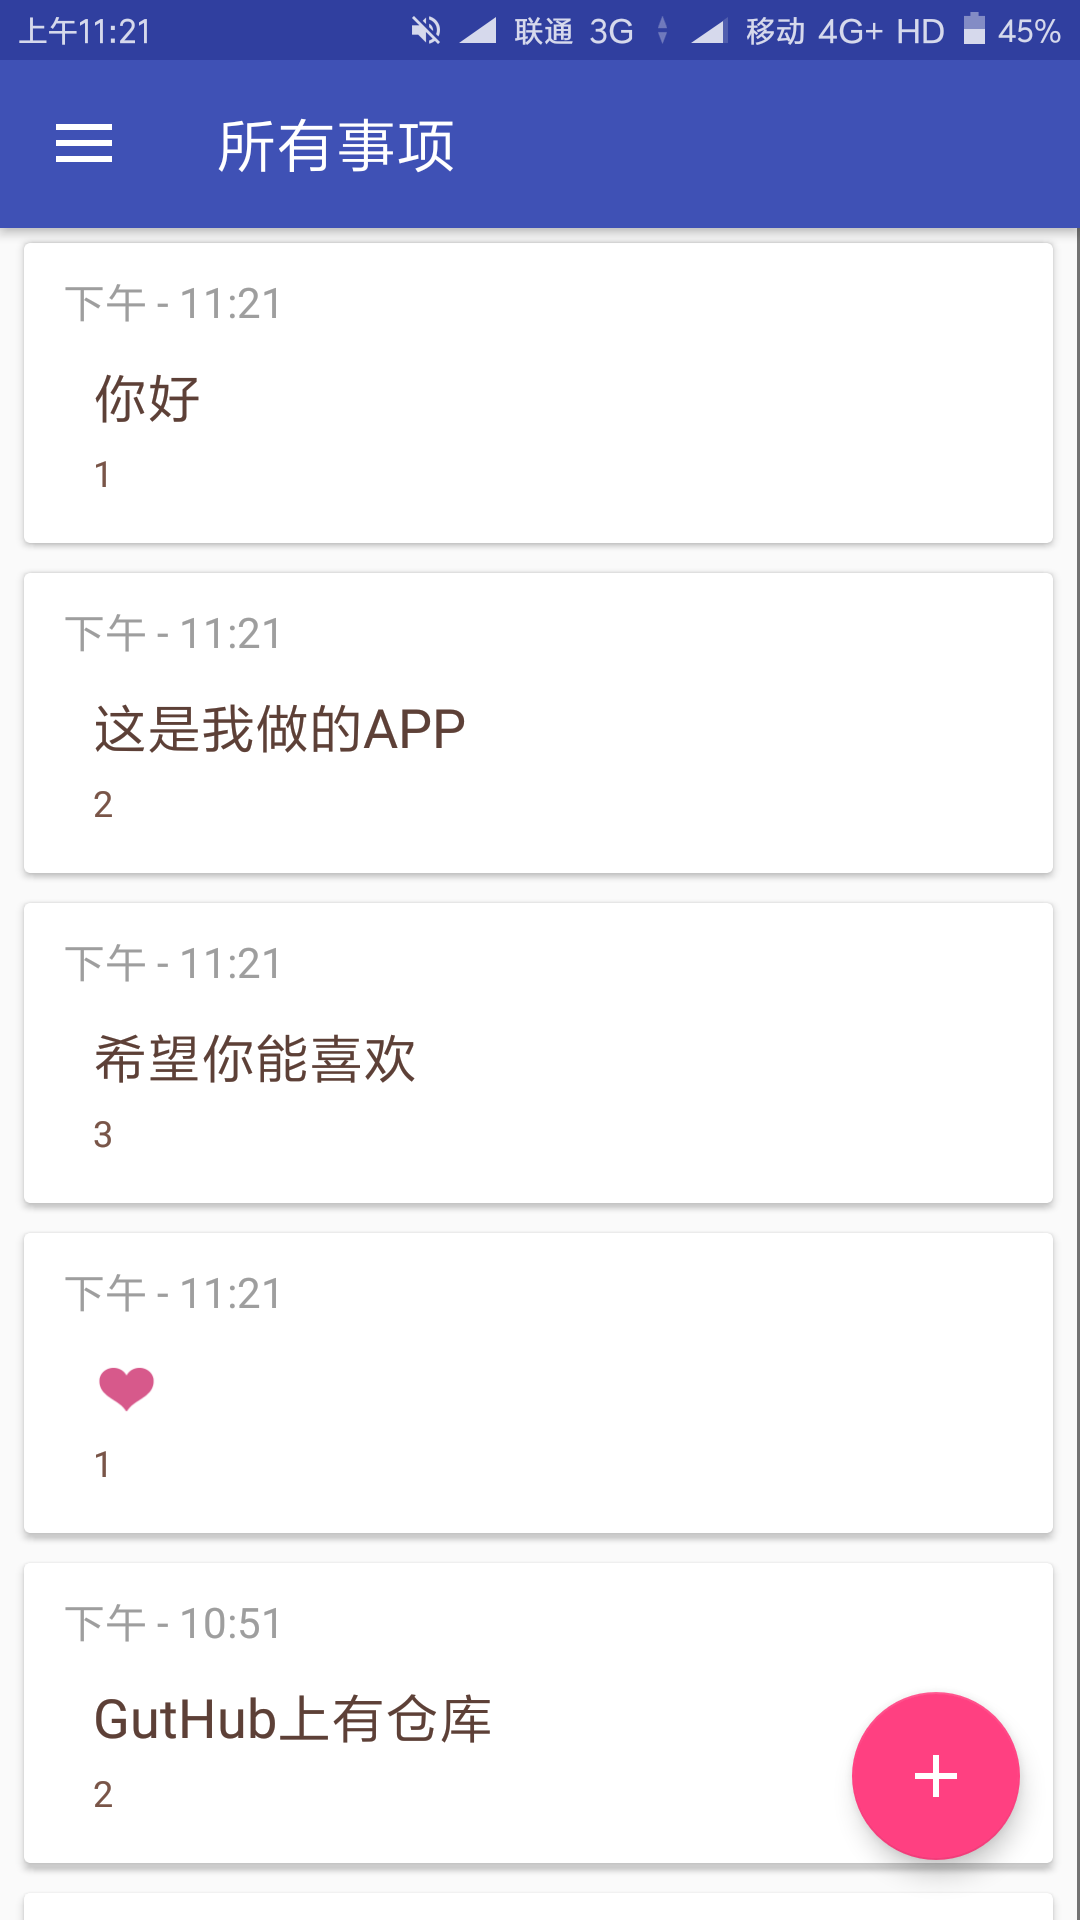 上午11:21 联通 3G 移动 4G+ HD 45%
所有事项
下午 - 11:21
你好
1
下午 - 11:21
这是我做的APP
2
下午 - 11:21
希望你能喜欢
3
下午 - 11:21
❤
1
下午 - 10:51
GutHub上有仓库
2